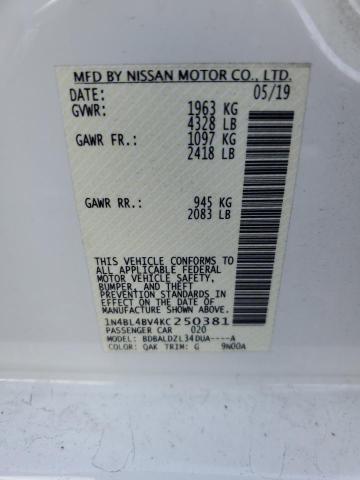 MFD BY NISSAN MOTOR CO., LTD.
DATE: 05/19
GVWR: 1963 KG
4328 LB
GAWR FR.: 1097 KG
2418 LB
GAWR RR.: 945 KG
2083 LB
THIS VEHICLE CONFORMS TO ALL
APPLICABLE FEDERAL MOTOR
VEHICLE SAFETY,
BUMPER, AND THEFT
PREVENTION STANDARDS IN
EFFECT ON THE DATE OF
MANUFACTURE SHOWN ABOVE.
1N4BL4BV4KC250381
PASSENGER CAR 020
MODEL: BDBALDZL34DUA----A
COLOR: QAK TRIM: G 9N00A